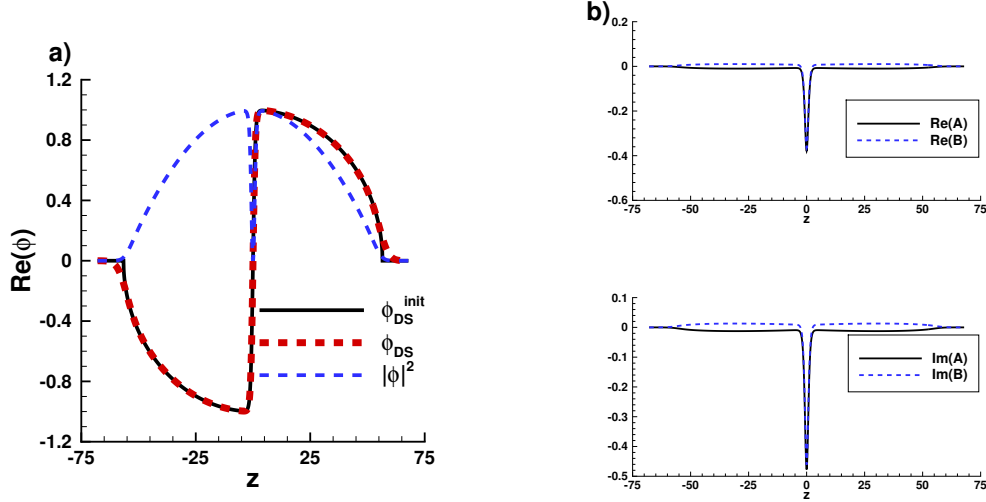 a)
Re(ϕ)
1.2
0.8
0.4
0
-0.4
-0.8
-1.2
-75
-25
25
75
z
ϕ_DS^init
ϕ_DS
|ϕ|^2
b)
0.2
0
-0.2
-0.4
-0.6
-75
-50
-25
0
25
50
75
z
Re(A)
Re(B)
0.1
0
-0.1
-0.2
-0.3
-0.4
-0.5
-75
-50
-25
0
25
50
75
z
Im(A)
Im(B)